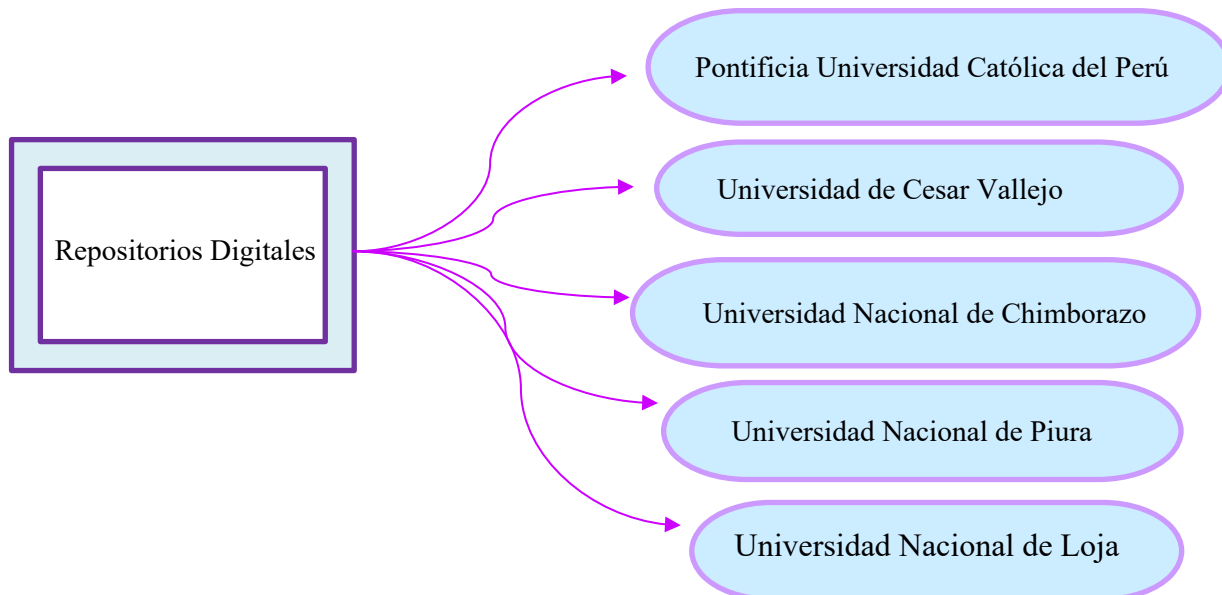 Repositorios Digitales
Pontificia Universidad Católica del Perú
Universidad de Cesar Vallejo
Universidad Nacional de Chimborazo
Universidad Nacional de Piura
Universidad Nacional de Loja